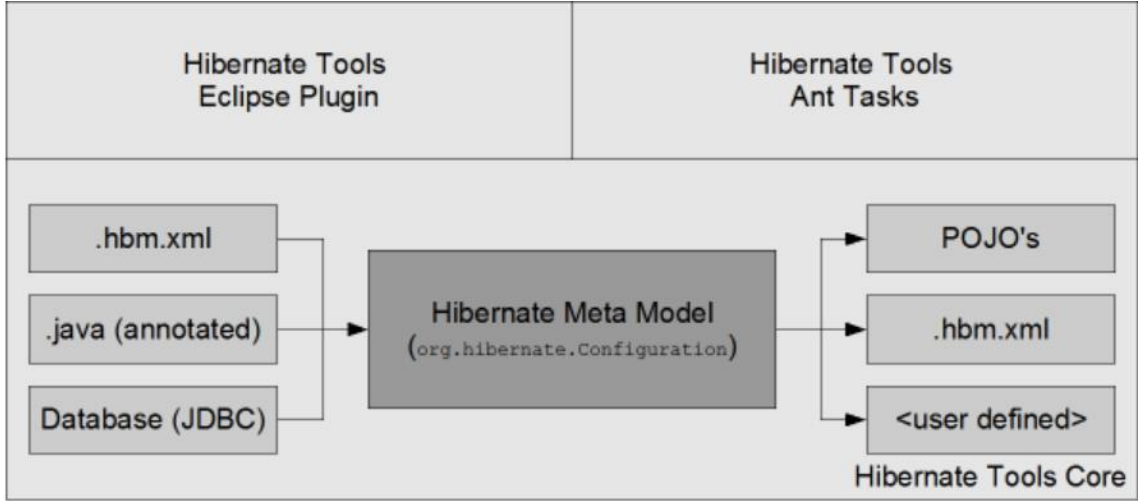 Hibernate Tools
Eclipse Plugin
Hibernate Tools
Ant Tasks
.hbm.xml
.java (annotated)
Database (JDBC)
Hibernate Meta Model
(org.hibernate.Configuration)
POJO's
.hbm.xml
<user defined>
Hibernate Tools Core